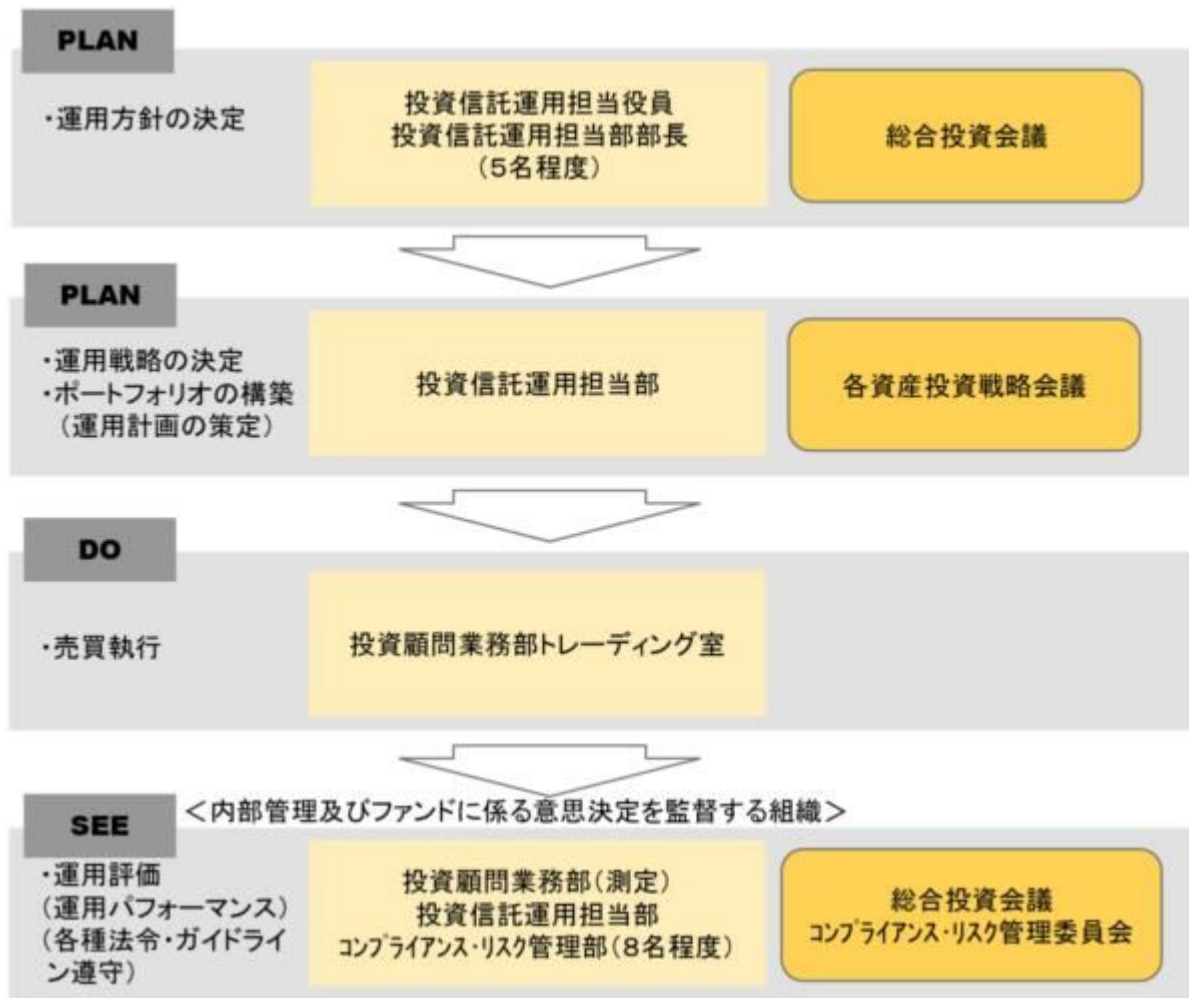 PLAN
・運用方針の決定
投資信託運用担当役員
投資信託運用担当部部長
（５名程度）
総合投資会議
PLAN
・運用戦略の決定
・ポートフォリオの構築
（運用計画の策定）
投資信託運用担当部
各資産投資戦略会議
DO
・売買執行
投資顧問業務部トレーディング室
＜内部管理及びファンドに係る意思決定を監督する組織＞
SEE
・運用評価
（運用パフォーマンス）
（各種法令・ガイドライ
ン遵守）
投資顧問業務部（測定）
投資信託運用担当部
ｺﾝﾌﾟﾗｲｱﾝｽ・ﾘｽｸ管理部（８名程度）
総合投資会議
ｺﾝﾌﾟﾗｲｱﾝｽ・ﾘｽｸ管理委員会